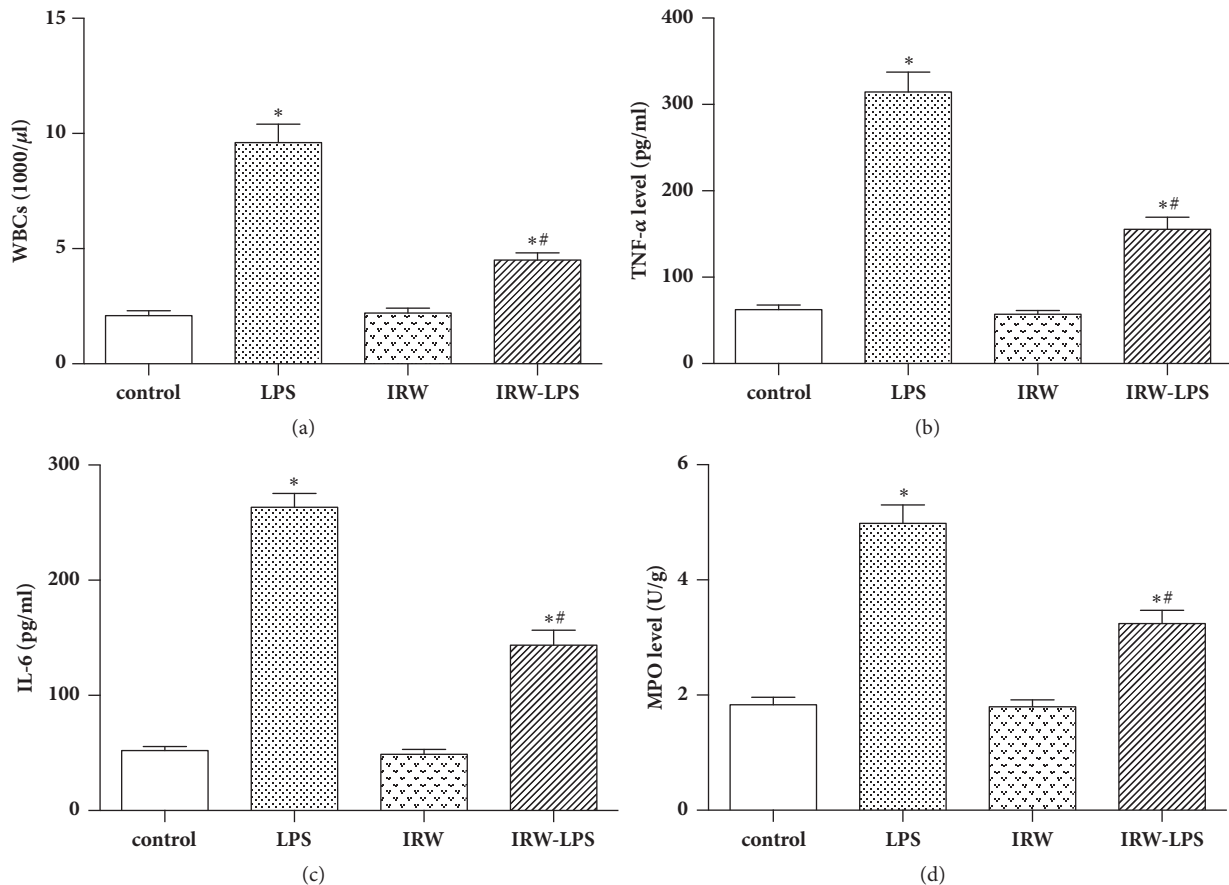 15
10
5
0
WBCs (1000/μl)
*
*#
control LPS IRW IRW-LPS
(a)
400
300
200
100
0
TNF-α level (pg/ml)
*
*#
control LPS IRW IRW-LPS
(b)
300
200
100
0
IL-6 (pg/ml)
*
*#
control LPS IRW IRW-LPS
(c)
6
4
2
0
MPO level (U/g)
*
*#
control LPS IRW IRW-LPS
(d)